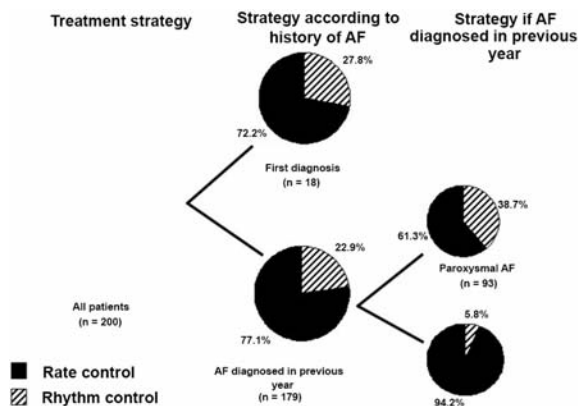 Treatment strategy
Strategy according to
history of AF
Strategy if AF
diagnosed in previous
year
27.8%
72.2%
First diagnosis
(n = 18)
38.7%
61.3%
Paroxysmal AF
(n = 93)
22.9%
77.1%
All patients
(n = 200)
AF diagnosed in previous
year
(n = 179)
5.8%
94.2%
Rate control
Rhythm control